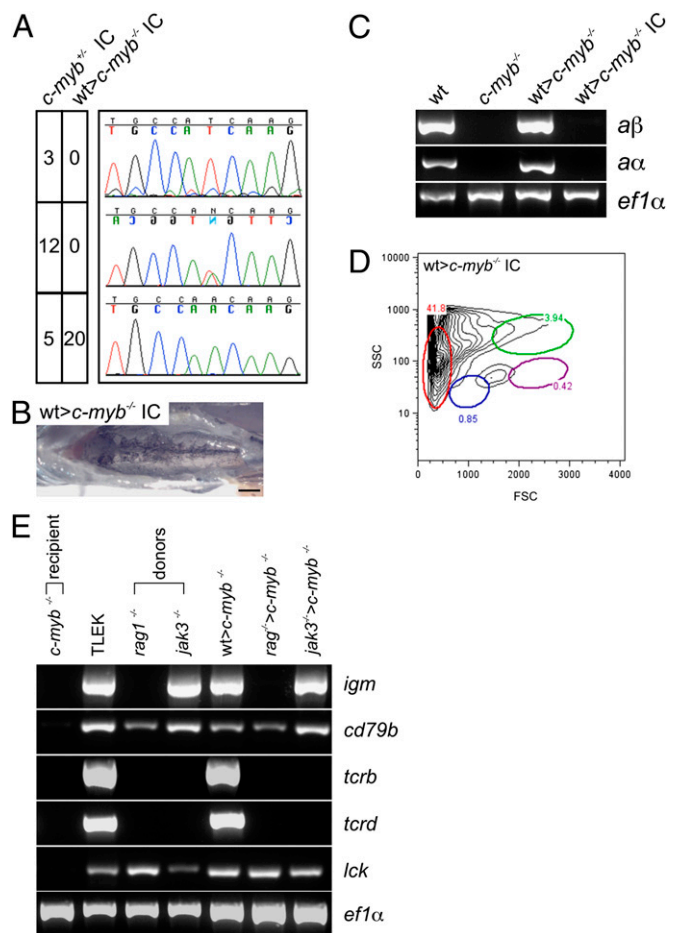 A
c-myb+/- IC
wt>c-myb-/- IC
3 0
12 0
5 20
T G C C A T C A A G
T G C C A T C A A G
T G C C A N C A A G
A C G G T N G T T C
T G C C A A C A A G
T G C C A A C A A G
B
wt>c-myb-/- IC
C
wt
c-myb-/-
wt>c-myb-/-
wt>c-myb-/- IC
aβ
aα
ef1α
D
wt>c-myb-/- IC
SSC
10000
1000
100
10
41.8
3.94
0.42
0.85
0 1000 2000 3000 4000
FSC
E
recipient
donors
c-myb-/-
TLEK
rag1-/-
jak3-/-
wt>c-myb-/-
rag-/->c-myb-/-
jak3-/->c-myb-/-
igm
cd79b
tcrb
tcrd
lck
ef1α